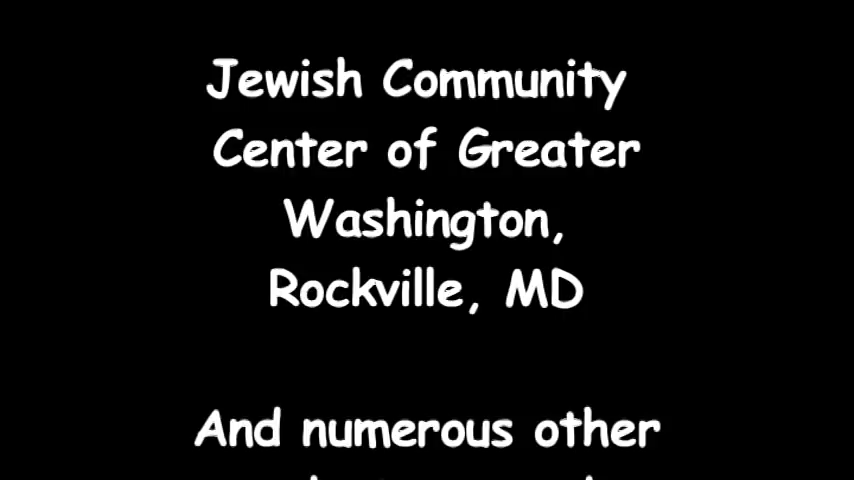 Jewish Community
Center of Greater
Washington,
Rockville, MD
And numerous other